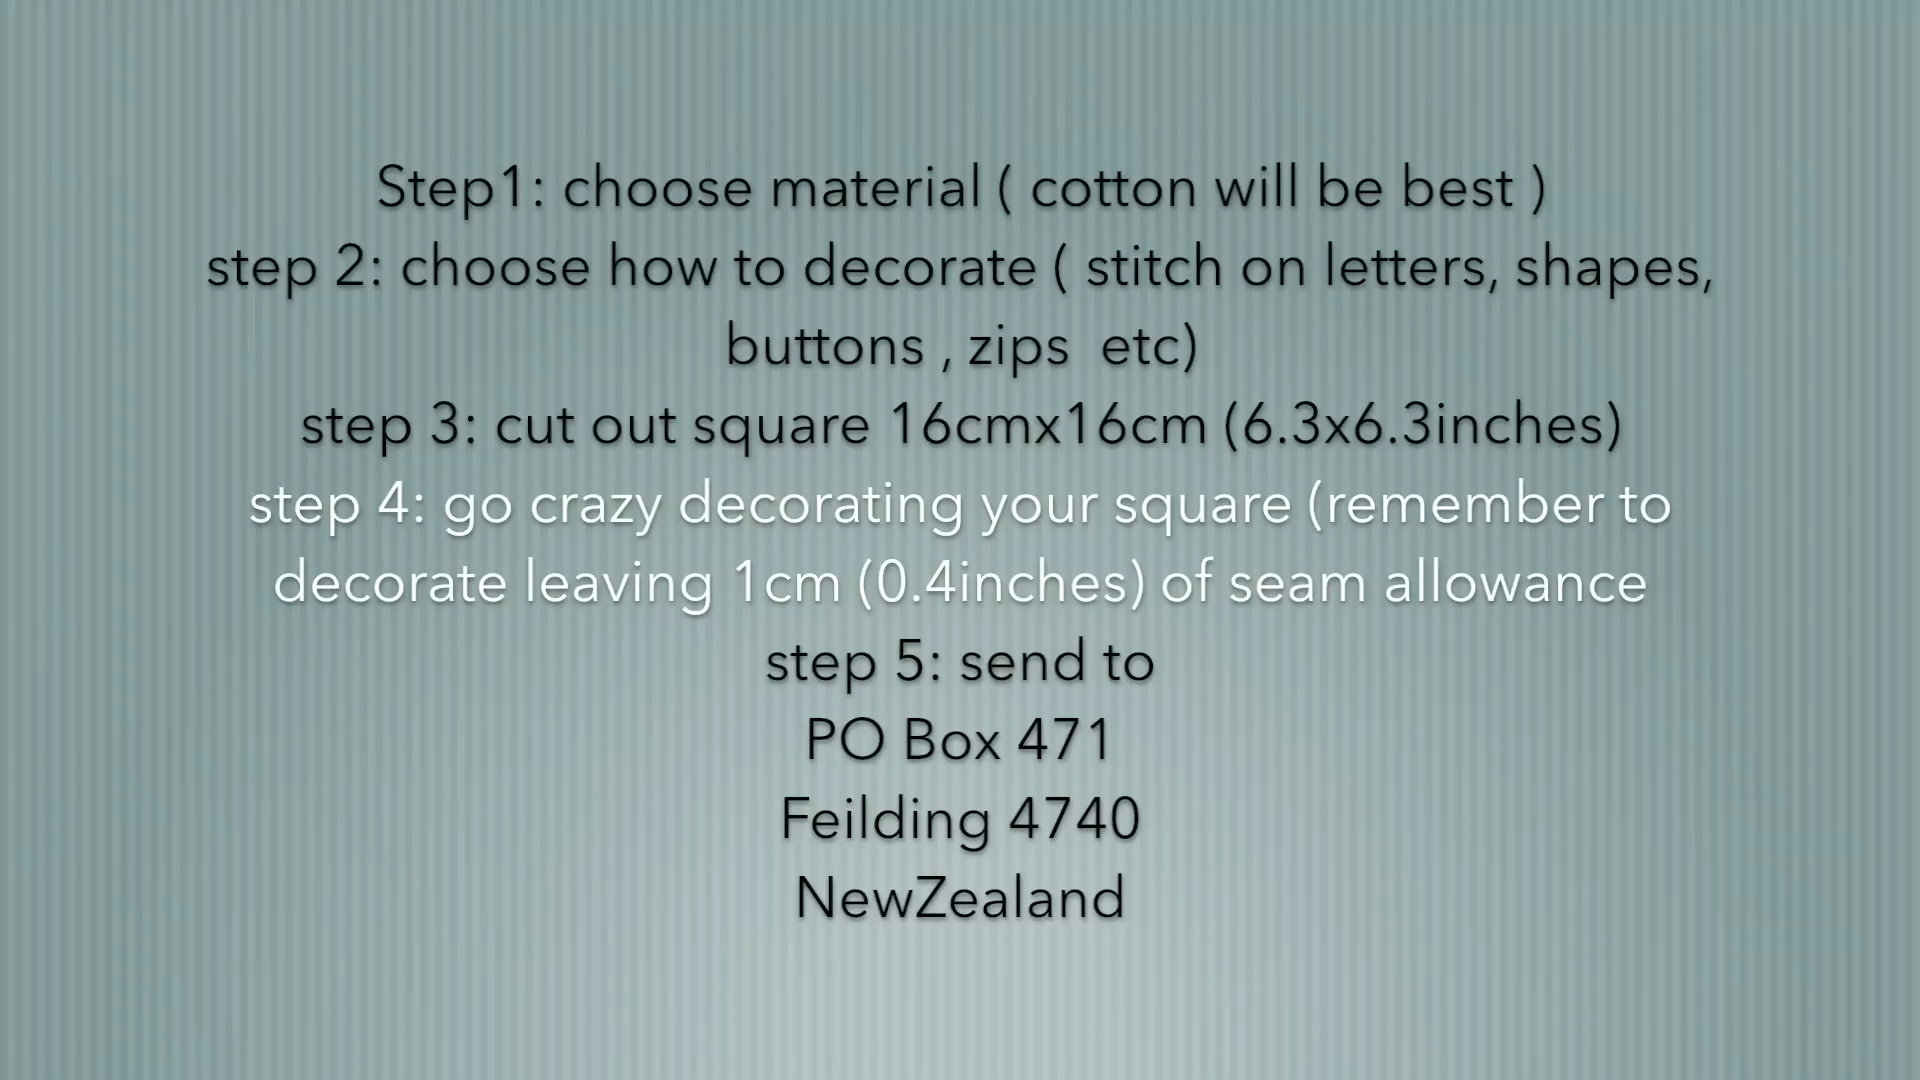 Step1: choose material ( cotton will be best )
step 2: choose how to decorate ( stitch on letters, shapes,
buttons , zips  etc)
step 3: cut out square 16cmx16cm (6.3x6.3inches)
step 4: go crazy decorating your square (remember to
decorate leaving 1cm (0.4inches) of seam allowance
step 5: send to
PO Box 471
Feilding 4740
NewZealand